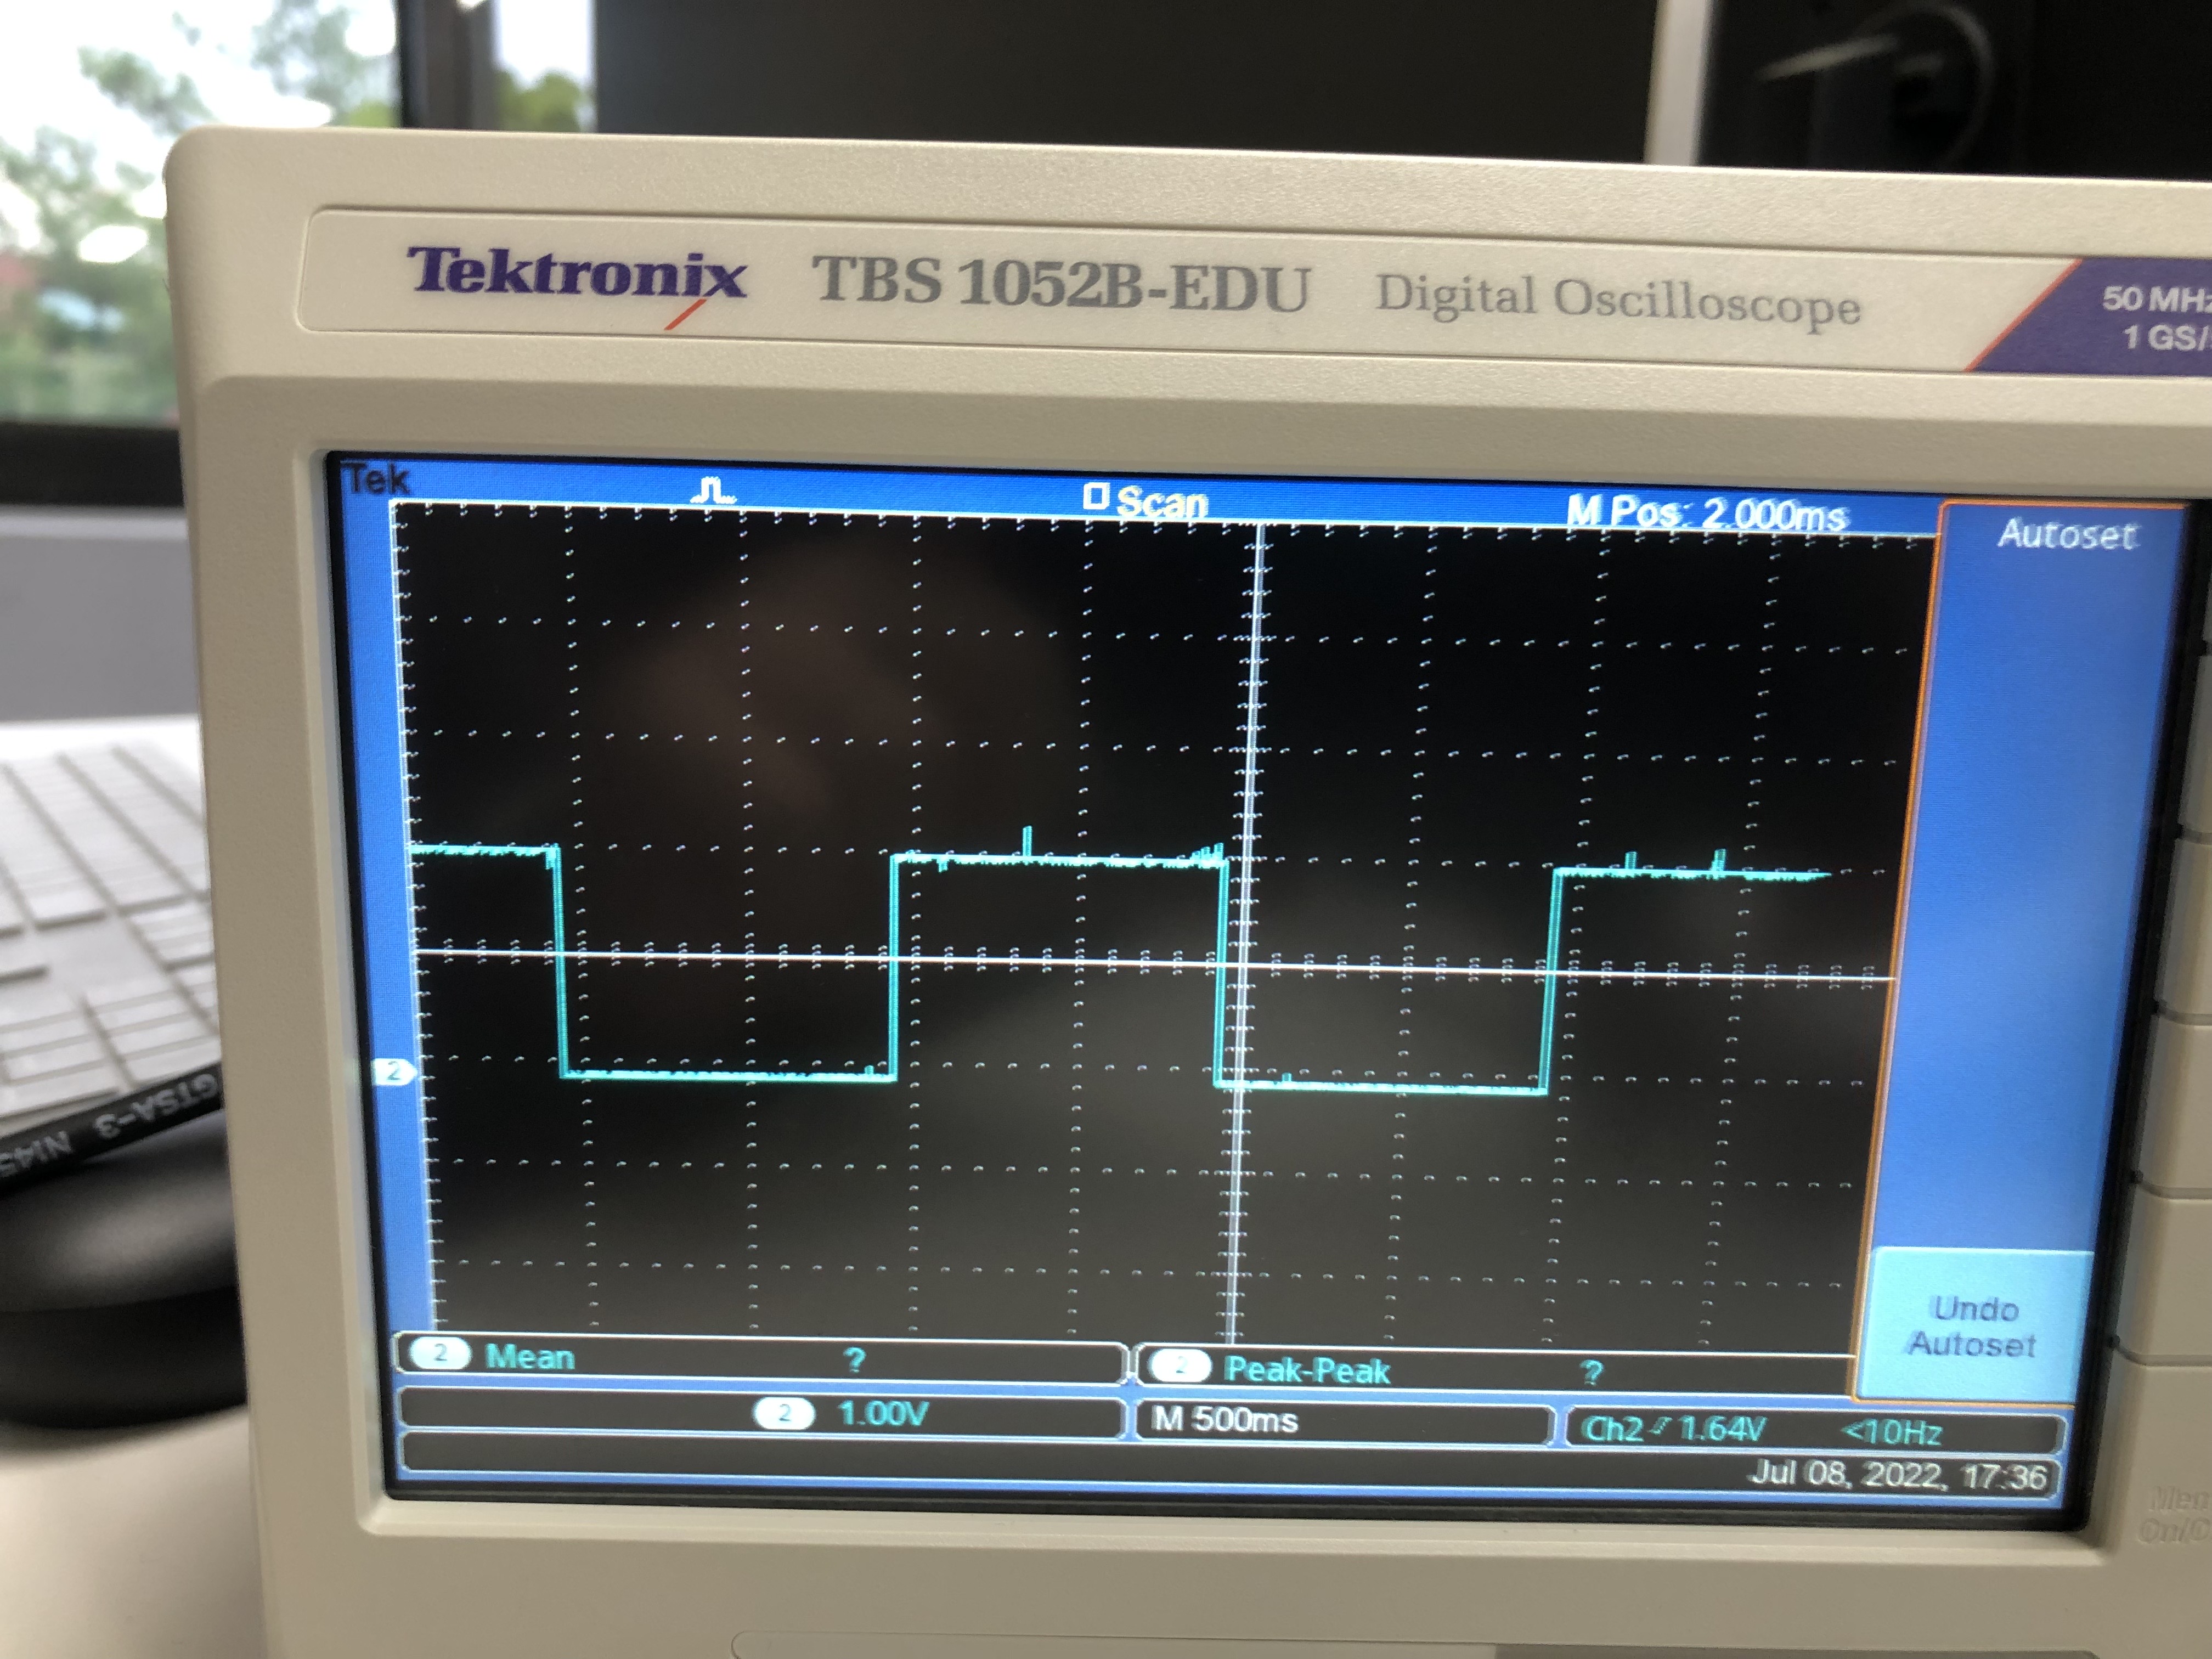 Tektronix TBS 1052B-EDU Digital Oscilloscope
50 MHz
1 GS/
Tek
Scan
M Pos: 2.000ms
Autoset
2
Undo
Autoset
2 Mean ?
2 Peak-Peak ?
2 1.00V
M 500ms
Ch2 1.64V <10Hz
Jul 08, 2022, 17:36
GTSA-3